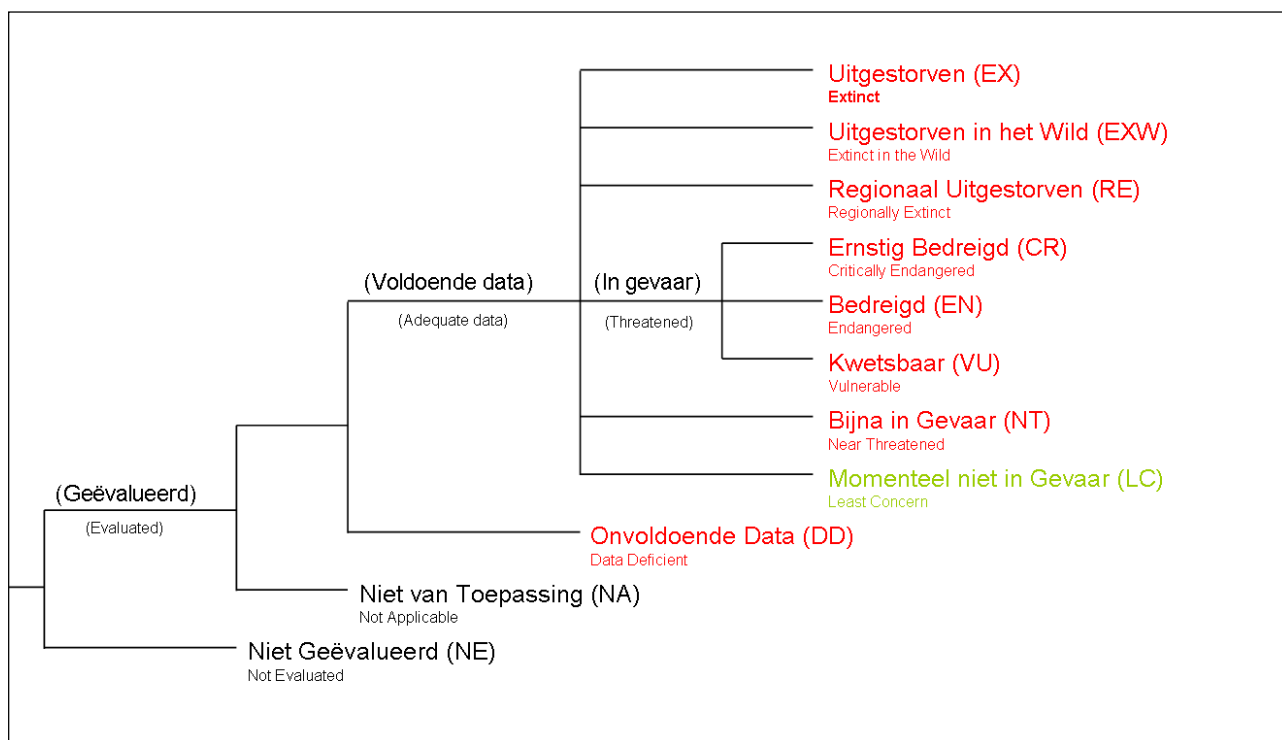 Uitgestorven (EX)
Extinct
Uitgestorven in het Wild (EXW)
Extinct in the Wild
Regionaal Uitgestorven (RE)
Regionally Extinct
Ernstig Bedreigd (CR)
Critically Endangered
(Voldoende data)
(In gevaar)
Bedreigd (EN)
(Adequate data)
(Threatened)
Endangered
Kwetsbaar (VU)
Vulnerable
Bijna in Gevaar (NT)
Near Threatened
Momenteel niet in Gevaar (LC)
Least Concern
(Geëvalueerd)
(Evaluated)
Onvoldoende Data (DD)
Data Deficient
Niet van Toepassing (NA)
Not Applicable
Niet Geëvalueerd (NE)
Not Evaluated